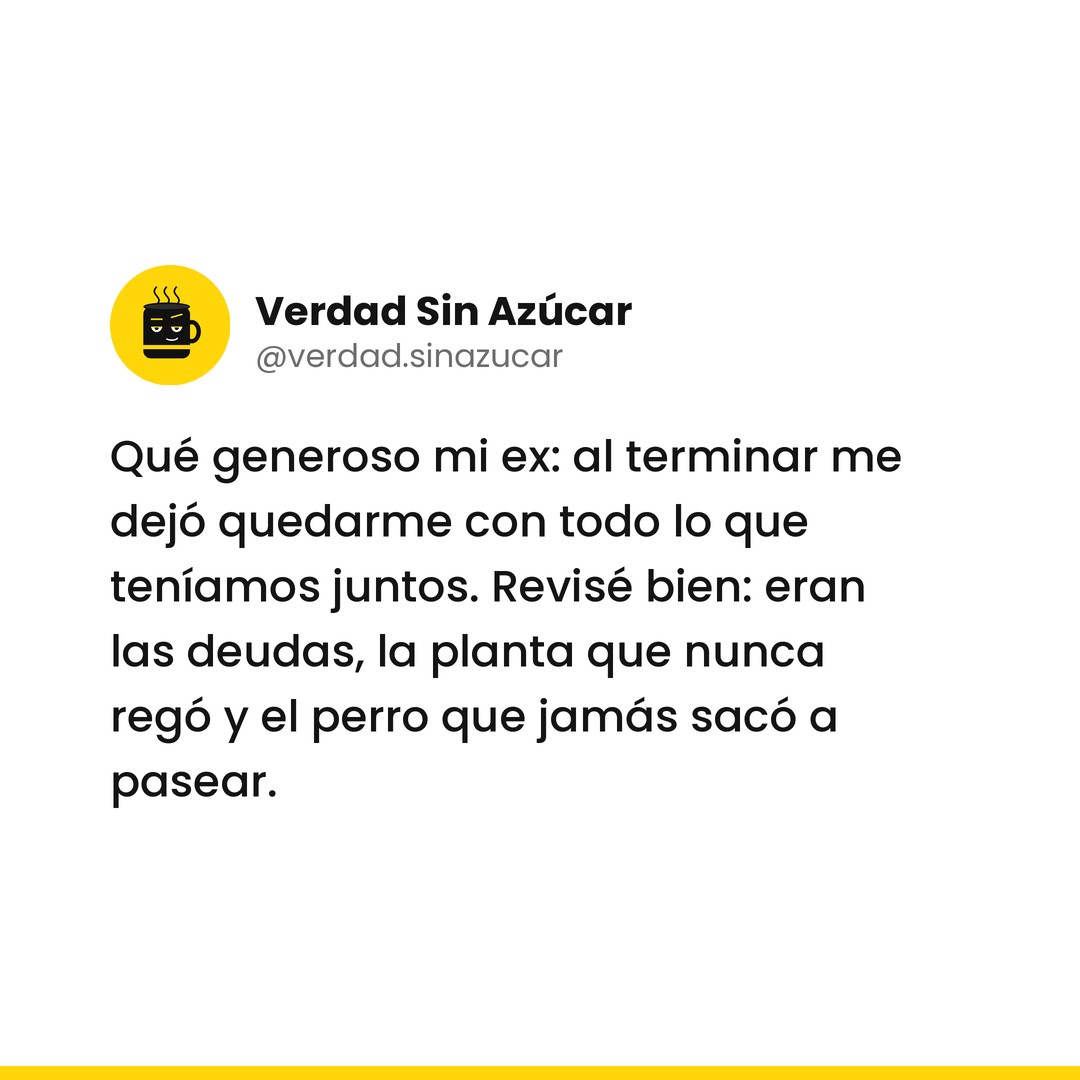 Verdad Sin Azúcar
@verdad.sinazucar
Qué generoso mi ex: al terminar me
dejó quedarme con todo lo que
teníamos juntos. Revisé bien: eran
las deudas, la planta que nunca
regó y el perro que jamás sacó a
pasear.